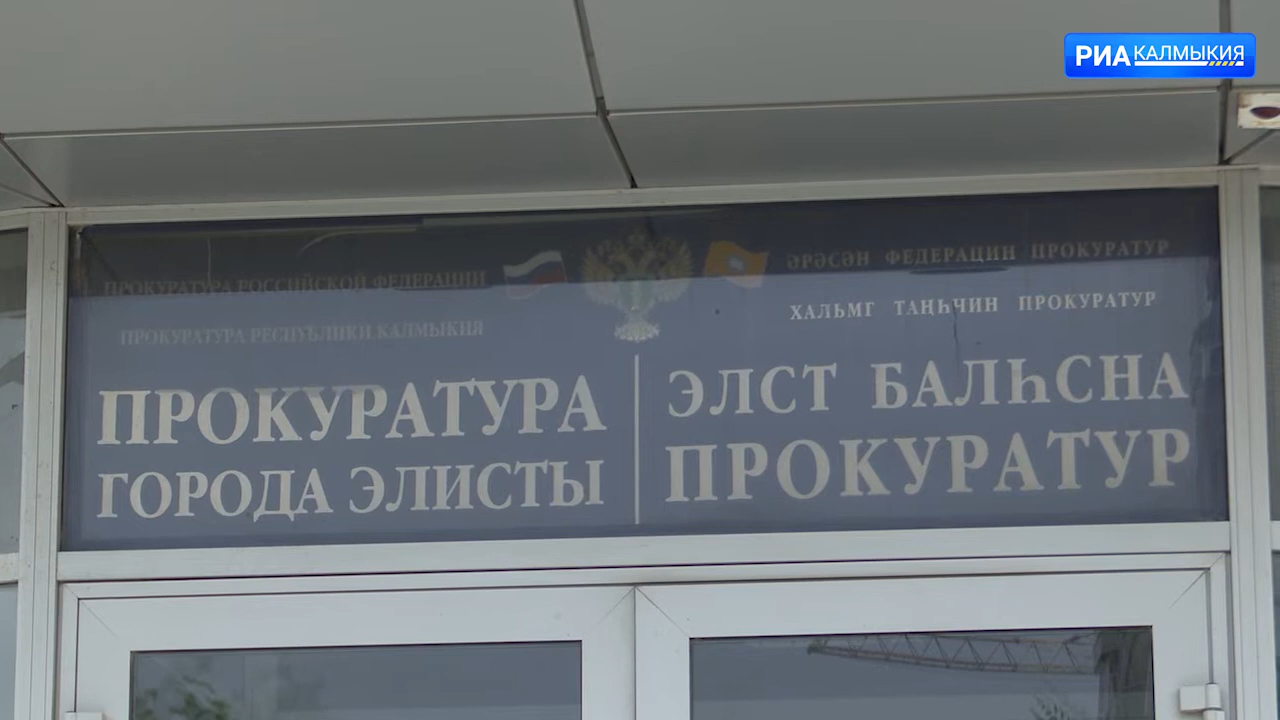 РИА КАЛМЫКИЯ
ПРОКУРАТУРА РОССИЙСКОЙ ФЕДЕРАЦИИ
ПРОКУРАТУРА РЕСПУБЛИКИ КАЛМЫКИЯ
ПРОКУРАТУРА
ГОРОДА ЭЛИСТЫ
ӘРӘСӘН ФЕДЕРАЦИН ПРОКУРАТУР
ХАЛЬМГ ТАҢҺЧИН ПРОКУРАТУР
ЭЛСТ БАЛҺСНА
ПРОКУРАТУР